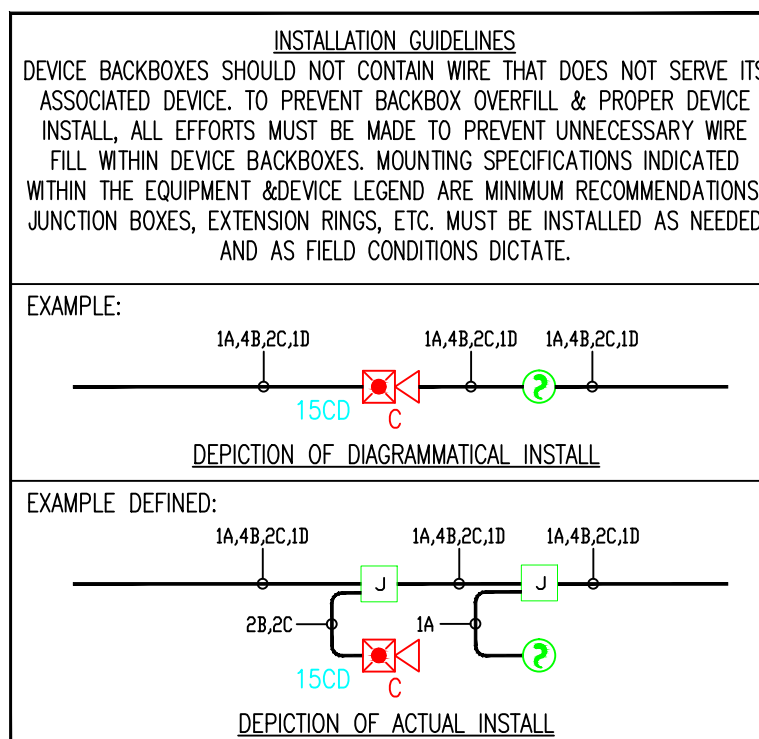 INSTALLATION GUIDELINES
DEVICE BACKBOXES SHOULD NOT CONTAIN WIRE THAT DOES NOT SERVE ITS
ASSOCIATED DEVICE. TO PREVENT BACKBOX OVERFILL & PROPER DEVICE
INSTALL, ALL EFFORTS MUST BE MADE TO PREVENT UNNECESSARY WIRE
FILL WITHIN DEVICE BACKBOXES. MOUNTING SPECIFICATIONS INDICATED
WITHIN THE EQUIPMENT &DEVICE LEGEND ARE MINIMUM RECOMMENDATIONS
JUNCTION BOXES, EXTENSION RINGS, ETC. MUST BE INSTALLED AS NEEDED
AND AS FIELD CONDITIONS DICTATE.
EXAMPLE:
1A,4B,2C,1D 1A,4B,2C,1D 1A,4B,2C,1D
15CD C
DEPICTION OF DIAGRAMMATICAL INSTALL
EXAMPLE DEFINED:
1A,4B,2C,1D 1A,4B,2C,1D 1A,4B,2C,1D
J J
2B,2C 1A
15CD C
DEPICTION OF ACTUAL INSTALL